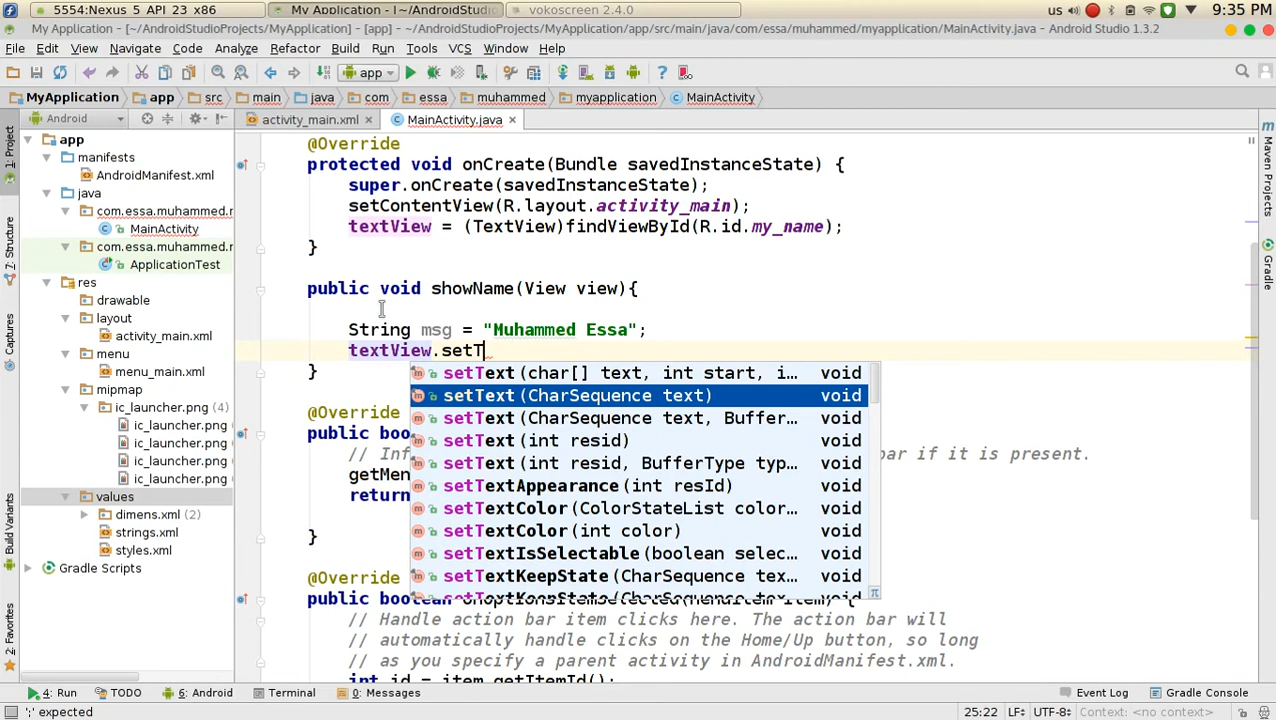 5554:Nexus 5 API 23 x86
My Application - [~/AndroidStudi
vokoscreen 2.4.0
us
9:35 PM
My Application - [~/AndroidStudioProjects/MyApplication] - [app] - ~/AndroidStudioProjects/MyApplication/app/src/main/java/com/essa/muhammed/myapplication/MainActivity.java - Android Studio 1.3.2
File Edit View Navigate Code Analyze Refactor Build Run Tools VCS Window Help
app
MyApplication app src main java com essa muhammed myapplication MainActivity
Android
activity_main.xml
MainActivity.java
1: Project
7: Structure
Captures
Build Variants
2: Favorites
Maven Projects
Gradle
app
manifests
AndroidManifest.xml
java
com.essa.muhammed.
MainActivity
com.essa.muhammed.
ApplicationTest
res
drawable
layout
activity_main.xml
menu
menu_main.xml
mipmap
ic_launcher.png (4)
ic_launcher.png
ic_launcher.png
ic_launcher.png
ic_launcher.png
values
dimens.xml (2)
strings.xml
styles.xml
Gradle Scripts
@Override
protected void onCreate(Bundle savedInstanceState) {
super.onCreate(savedInstanceState);
setContentView(R.layout.activity_main);
textView = (TextView)findViewById(R.id.my_name);
}
public void showName(View view){
String msg = "Muhammed Essa";
textView.setT
}
setText(char[] text, int start, i... void
setText(CharSequence text) void
setText(CharSequence text, Buffer... void
setText(int resid) void
setText(int resid, BufferType typ... void
setTextAppearance(int resId) void
setTextColor(ColorStateList color... void
setTextColor(int color) void
setTextIsSelectable(boolean selec... void
setTextKeepState(CharSequence tex... void
@Override
public boo
// Inf bar if it is present.
getMen
return
}
@Override
public boolean onOptionsItemSelected(MenuItem item) {
// Handle action bar item clicks here. The action bar will
// automatically handle clicks on the Home/Up button, so long
// as you specify a parent activity in AndroidManifest.xml.
int id = item.getItemId();
4: Run TODO 6: Android Terminal 0: Messages Event Log Gradle Console
';' expected
25:22 LF UTF-8 Context: <no context>